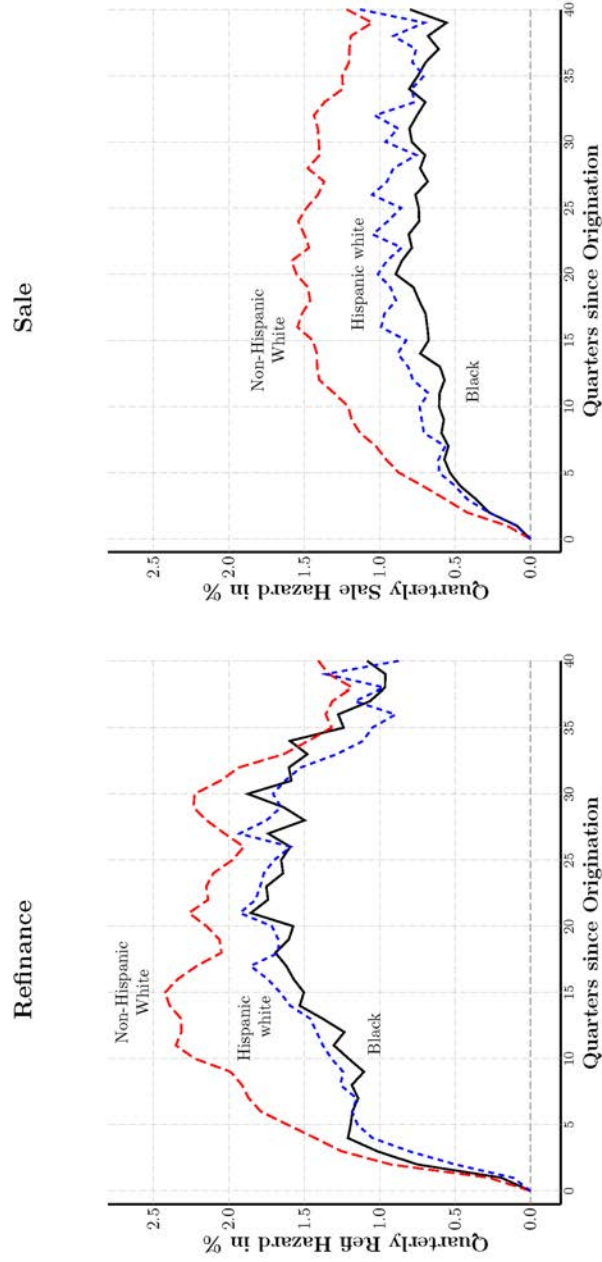 Refinance
Quarterly Refi Hazard in %
2.5
2.0
1.5
1.0
0.5
0.0
Non-Hispanic
White
Hispanic
white
Black
0
5
10
15
20
25
30
35
40
Quarters since Origination
Sale
Quarterly Sale Hazard in %
2.5
2.0
1.5
1.0
0.5
0.0
Non-Hispanic
White
Hispanic white
Black
0
5
10
15
20
25
30
35
40
Quarters since Origination